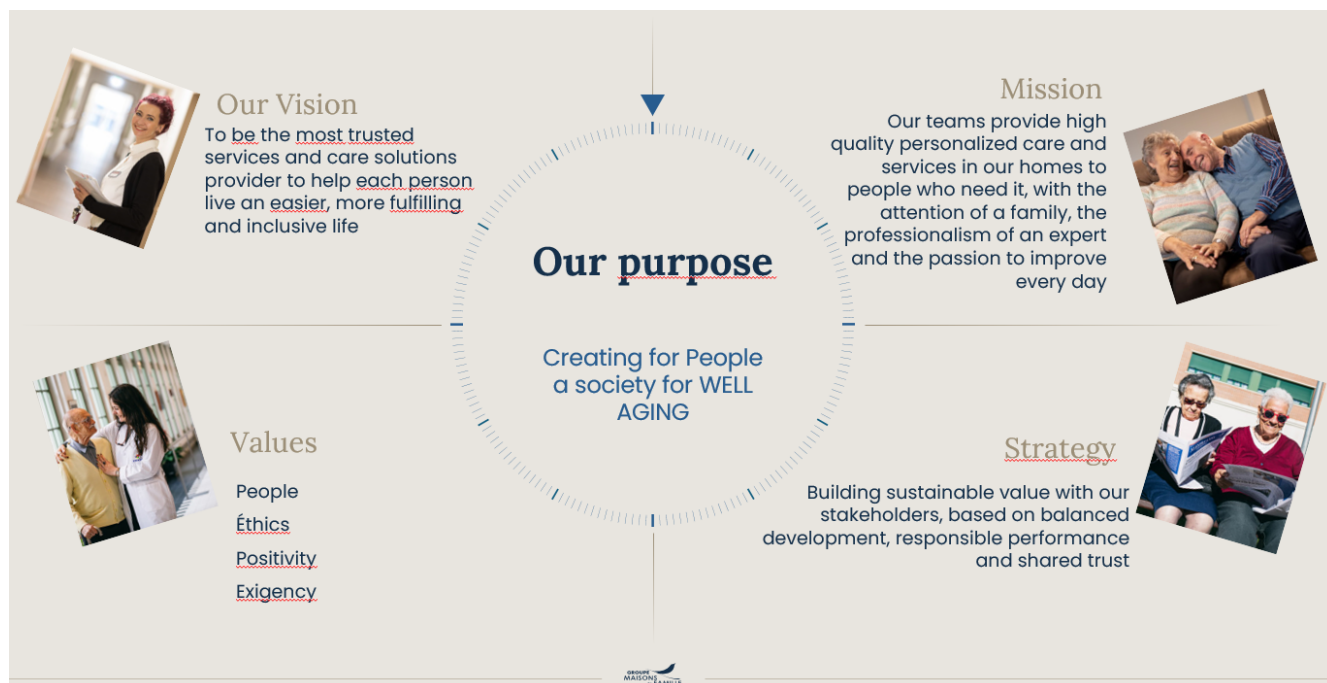 Our Vision
To be the most trusted
services and care solutions
provider to help each person
live an easier, more fulfilling
and inclusive life
Mission
Our teams provide high
quality personalized care and
services in our homes to
people who need it, with the
attention of a family, the
professionalism of an expert
and the passion to improve
every day
Our purpose
Creating for People
a society for WELL
AGING
Values
People
Éthics
Positivity
Exigency
Strategy
Building sustainable value with our
stakeholders, based on balanced
development, responsible performance
and shared trust
GROUPE
MAISONS